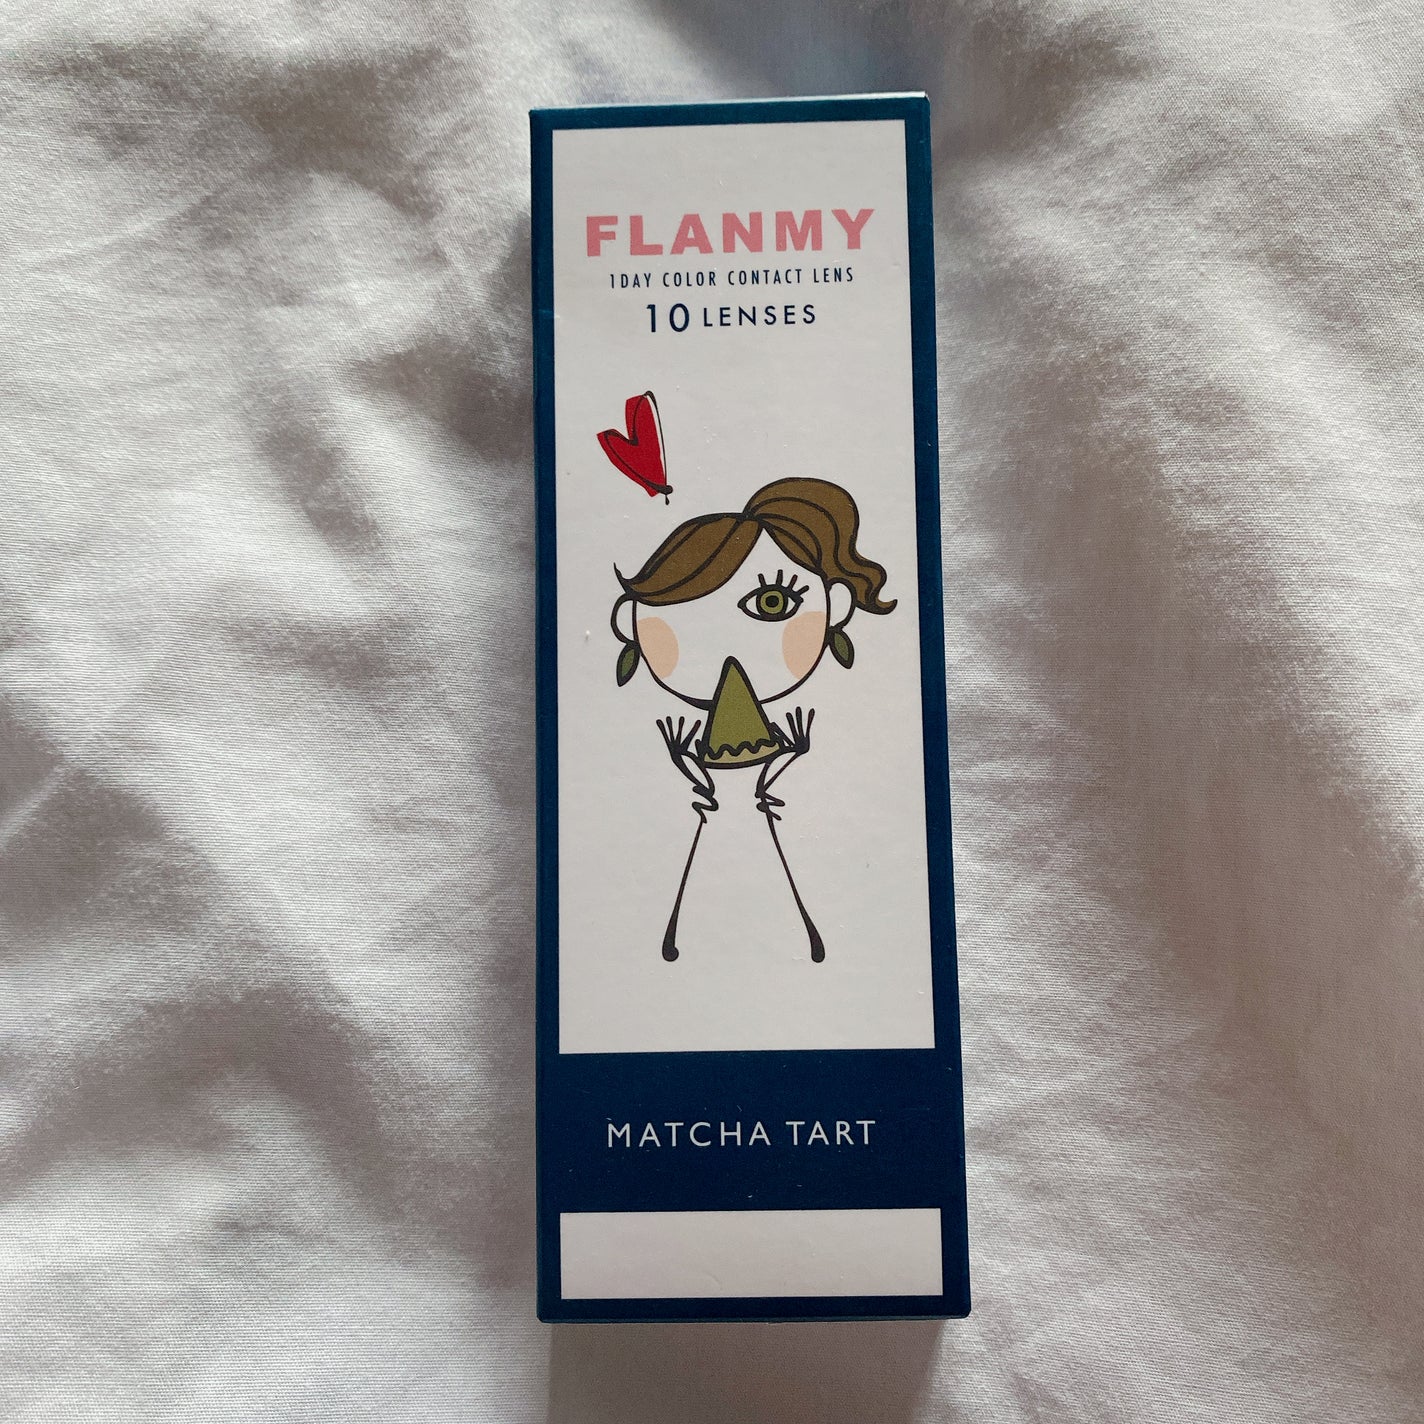 FLANMY
1DAY COLOR CONTACT LENS
10 LENSES
MATCHA TART